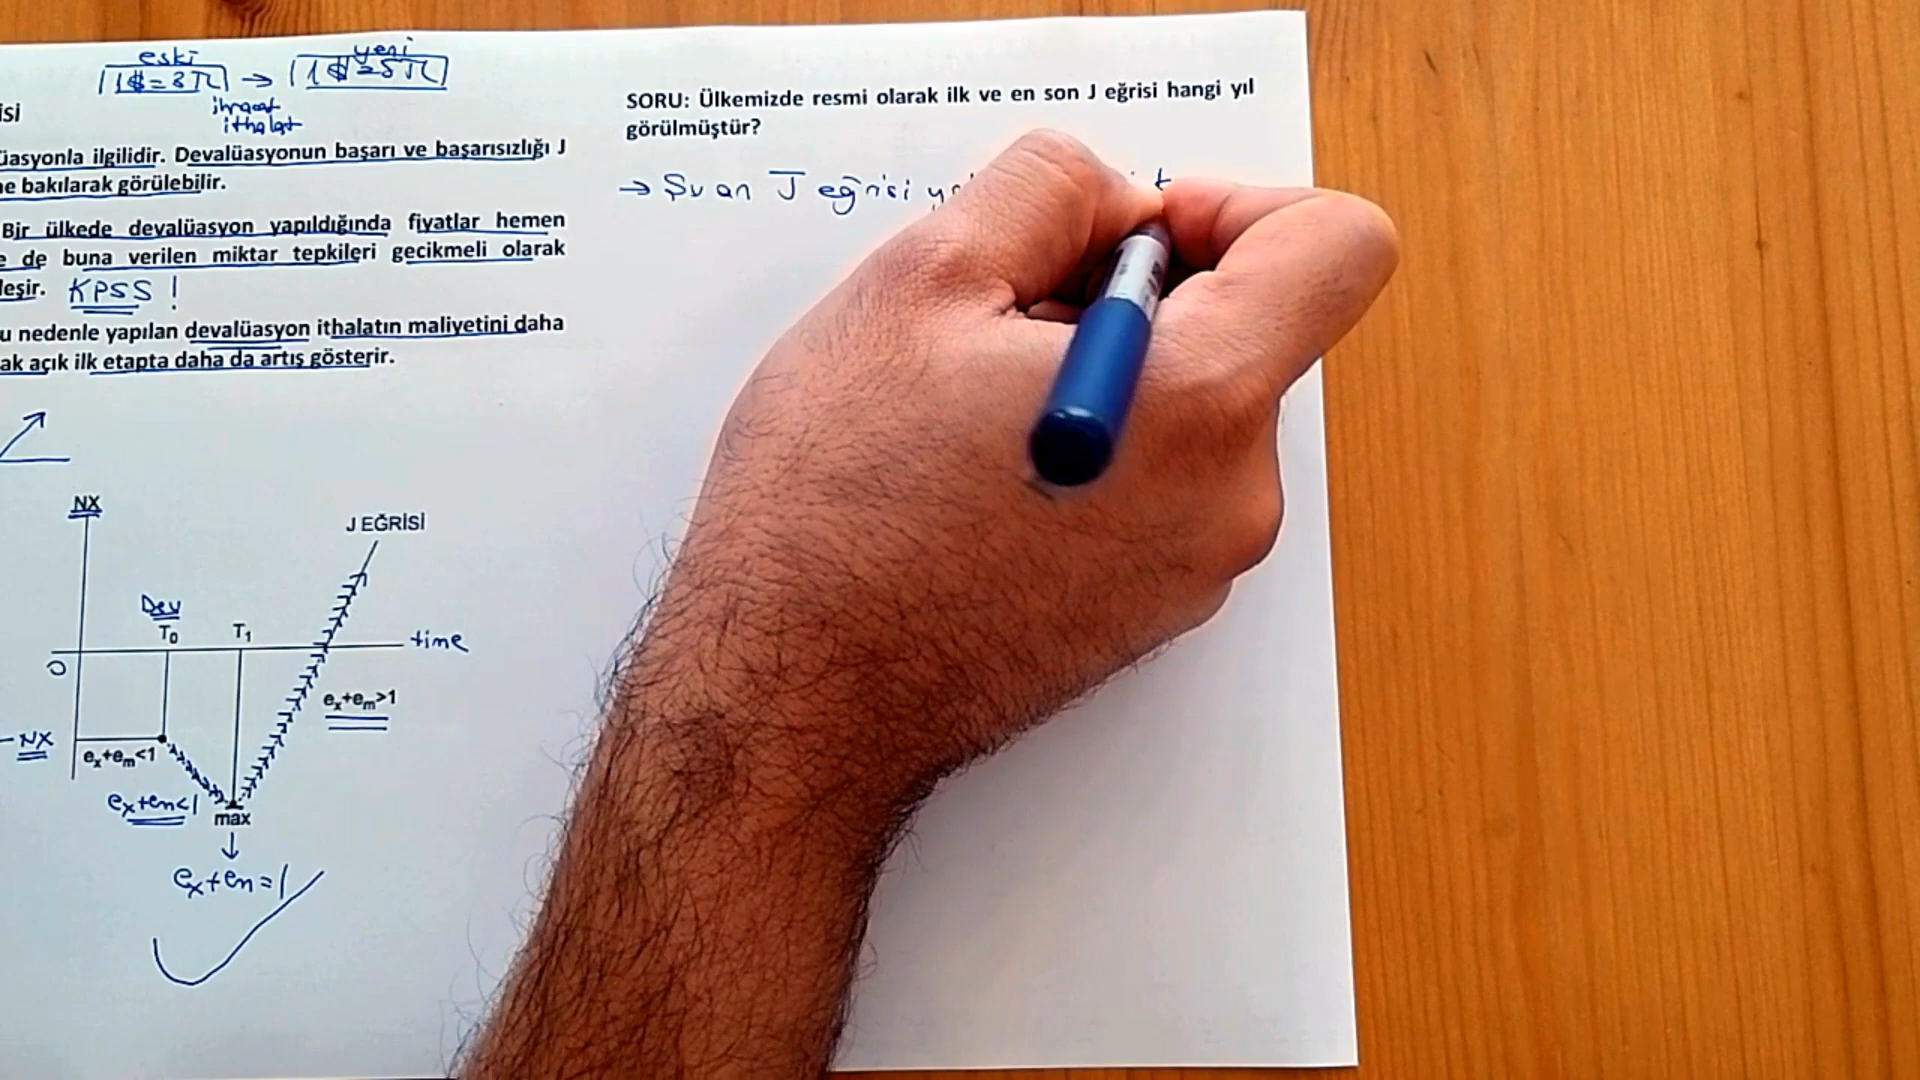 eski
yeni
1$=3TL → 1$=5TL
ihracat
ithalat
isi
üasyonla ilgilidir. Devalüasyonun başarı ve başarısızlığı J
ne bakılarak görülebilir.
Bir ülkede devalüasyon yapıldığında fiyatlar hemen
e de buna verilen miktar tepkileri gecikmeli olarak
leşir. KPSS !
u nedenle yapılan devalüasyon ithalatın maliyetini daha
ak açık ilk etapta daha da artış gösterir.
NX
J EĞRİSİ
Dev
T0
T1
time
0
ex+em>1
-NX
ex+em<1
ex+em<1
max
↓
ex+em=1
SORU: Ülkemizde resmi olarak ilk ve en son J eğrisi hangi yıl
görülmüştür?
→ Şu an J eğrisi